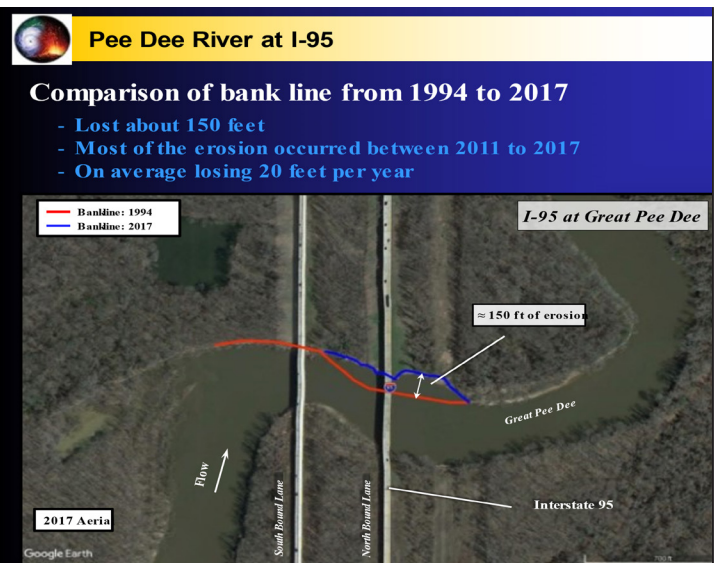 Pee Dee River at I-95
Comparison of bank line from 1994 to 2017
- Lost about 150 feet
- Most of the erosion occurred between 2011 to 2017
- On average losing 20 feet per year
Bankline: 1994
Bankline: 2017
I-95 at Great Pee Dee
≈ 150 ft of erosion
Great Pee Dee
Flow
South Bound Lane
North Bound Lane
Interstate 95
2017 Aeria
Google Earth
700 ft